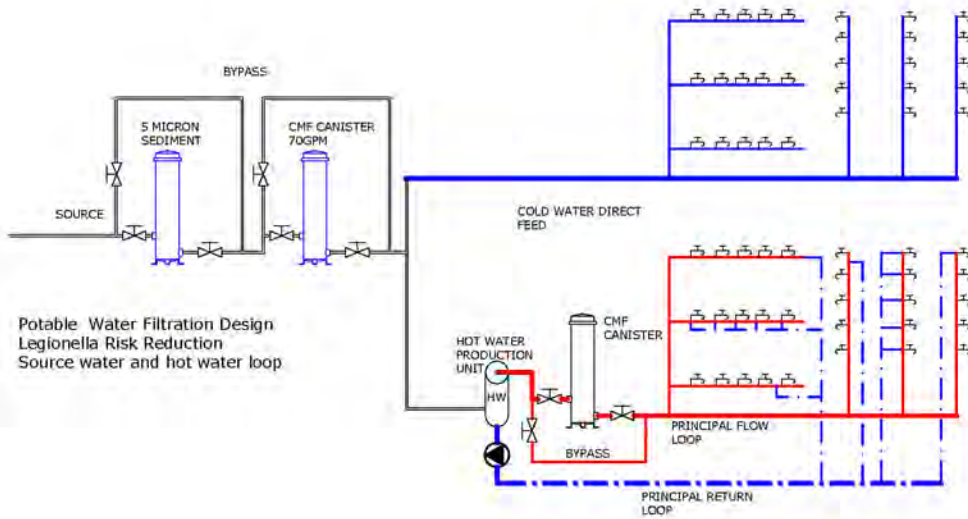 BYPASS
5 MICRON
SEDIMENT
CMF CANISTER
70GPM
SOURCE
COLD WATER DIRECT
FEED
Potable Water Filtration Design
Legionella Risk Reduction
Source water and hot water loop
HOT WATER
PRODUCTION
UNIT
HW
CMF
CANISTER
BYPASS
PRINCIPAL FLOW
LOOP
PRINCIPAL RETURN
LOOP